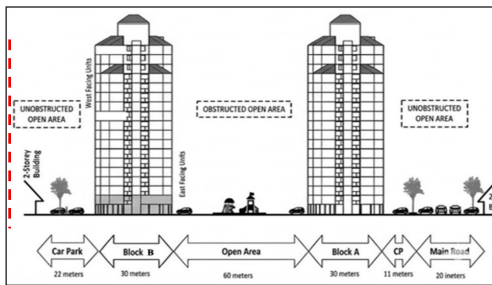 UNOBSTRUCTED
OPEN AREA
West Facing Units
OBSTRUCTED OPEN AREA
UNOBSTRUCTED
OPEN AREA
2-Storey
Building
East Facing Units
2
B
Car Park
Block B
Open Area
Block A
CP
Main Road
22 meters
30 meters
60 meters
30 meters
11 meters
20 meters